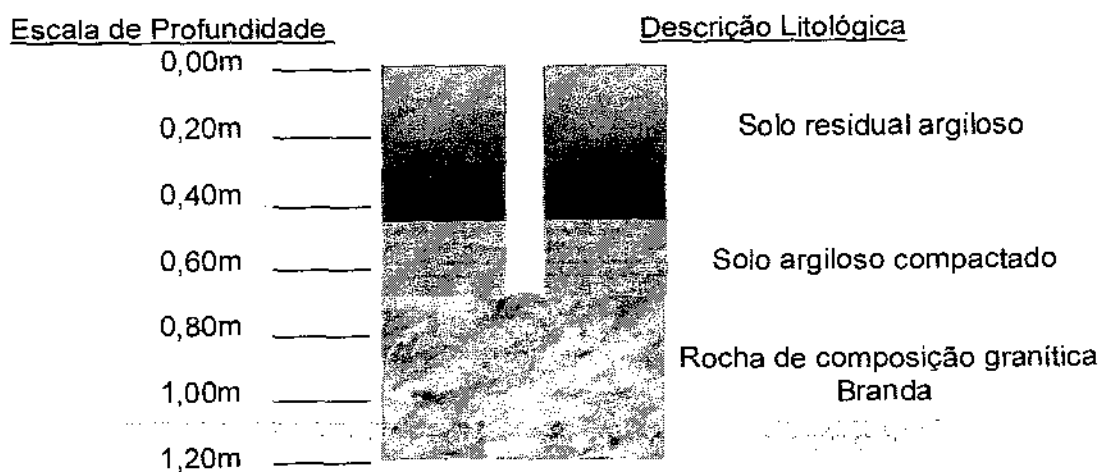 Escala de Profundidade
Descrição Litológica
0,00m
0,20m
Solo residual argiloso
0,40m
0,60m
Solo argiloso compactado
0,80m
Rocha de composição granítica
Branda
1,00m
1,20m